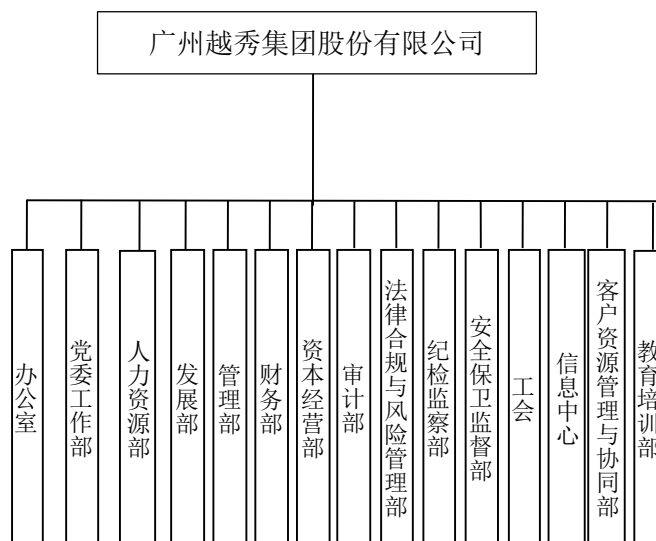 广州越秀集团股份有限公司
办公室
党委工作部
人力资源部
发展部
管理部
财务部
资本经营部
审计部
法律合规与风险管理部
纪检监察部
安全保卫监督部
工会
信息中心
客户资源管理与协同部
教育培训部